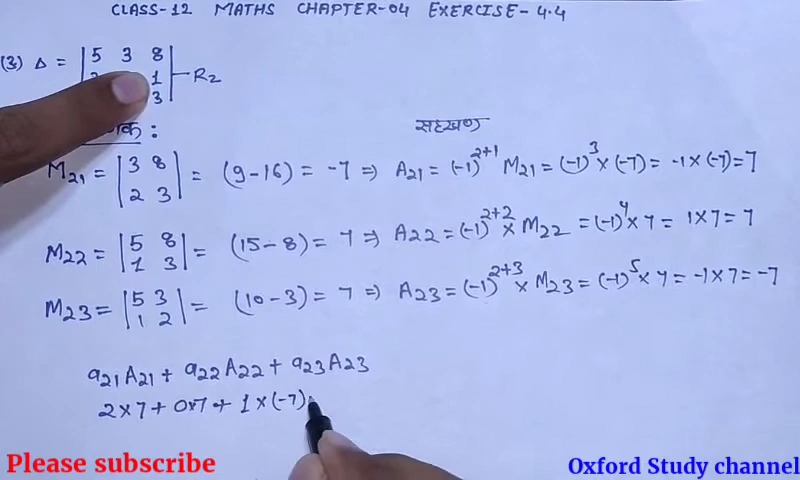 CLASS-12 MATHS CHAPTER-04 EXERCISE-4.4
(3) Δ = |5 3 8|
1| R2
3|
:
सहखण्ड
M21 = |3 8| = (9-16) = -7 ⇒ A21 = (-1)^2+1 M21 = (-1)^3 × (-7) = -1×(-7) = 7
|2 3|
M22 = |5 8| = (15-8) = 7 ⇒ A22 = (-1)^2+2 × M22 = (-1)^4 × 7 = 1×7 = 7
|1 3|
M23 = |5 3| = (10-3) = 7 ⇒ A23 = (-1)^2+3 × M23 = (-1)^5 × 7 = -1×7 = -7
|1 2|
a21A21 + a22A22 + a23A23
2×7 + 0×7 + 1×(-7)
Please subscribe
Oxford Study channel